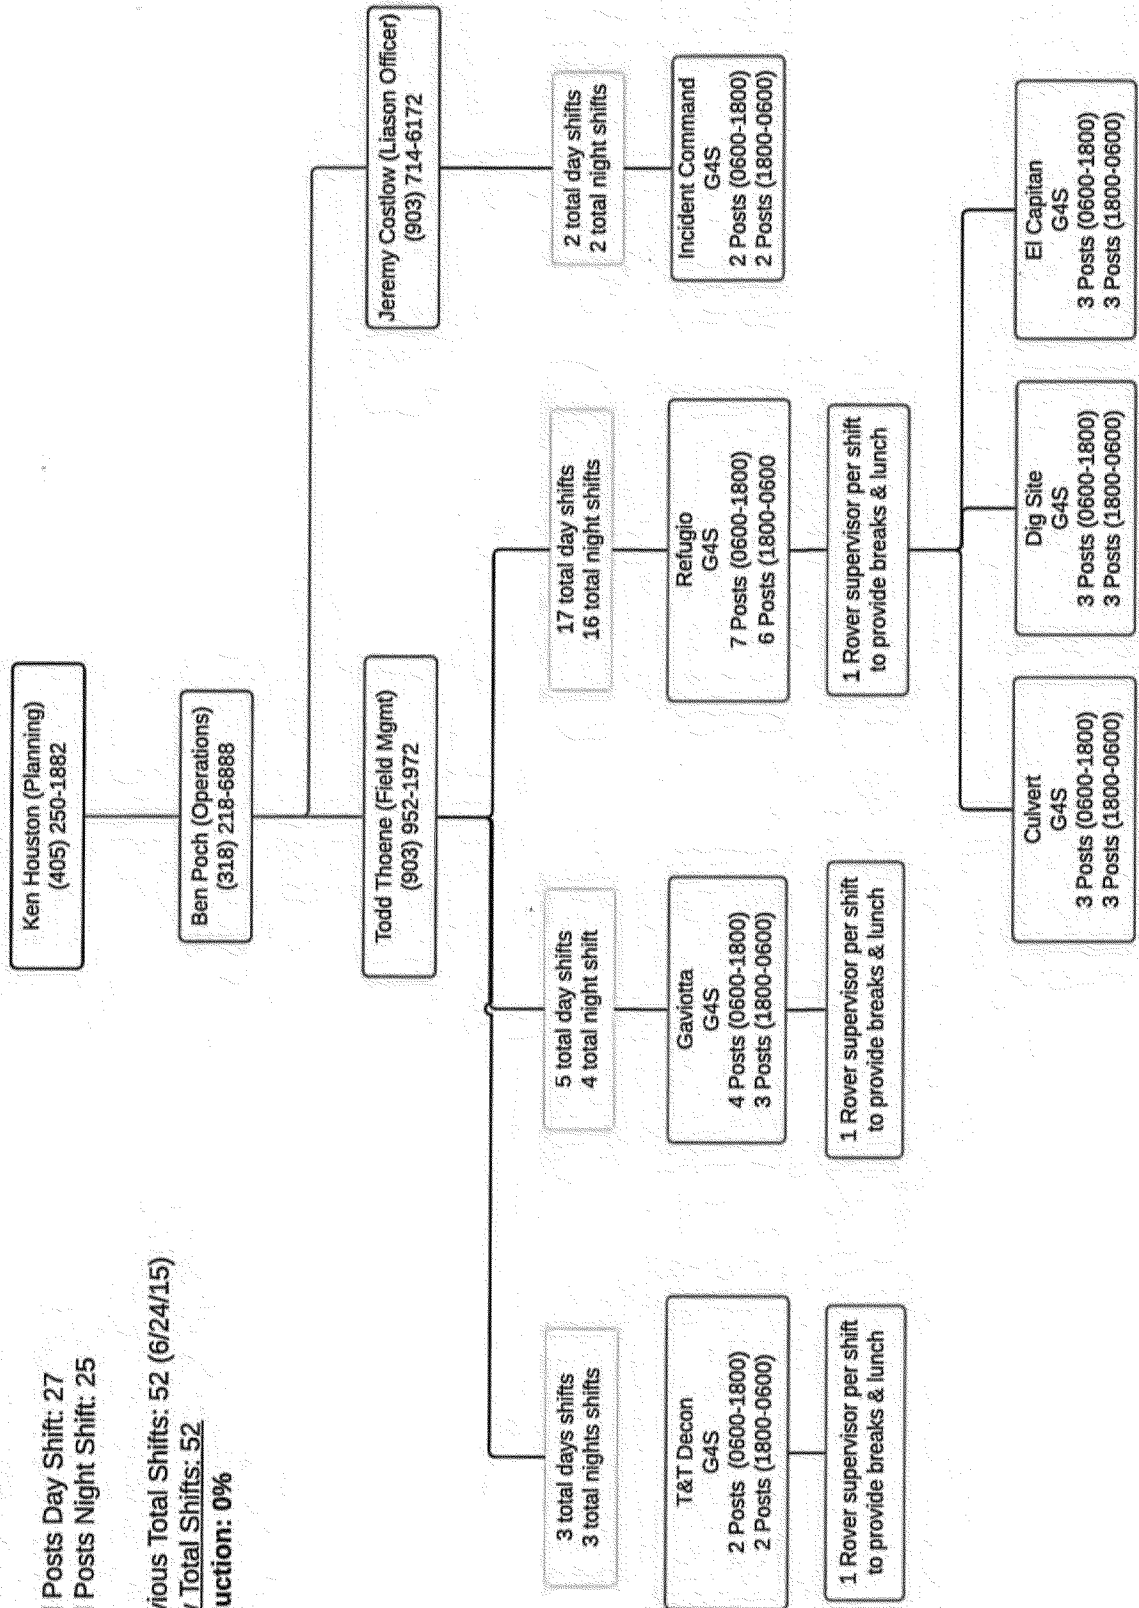 Posts Day Shift: 27
Posts Night Shift: 25
vious Total Shifts: 52 (6/24/15)
Total Shifts: 52
uction: 0%
Ken Houston (Planning)
(405) 250-1882
Ben Poch (Operations)
(318) 218-6888
Todd Thoene (Field Mgmt)
(903) 952-1972
Jeremy Costlow (Liason Officer)
(903) 714-6172
3 total days shifts
3 total nights shifts
T&T Decon
G4S
2 Posts (0600-1800)
2 Posts (1800-0600)
1 Rover supervisor per shift
to provide breaks & lunch
5 total day shifts
4 total night shift
Gaviotta
G4S
4 Posts (0600-1800)
3 Posts (1800-0600)
1 Rover supervisor per shift
to provide breaks & lunch
17 total day shifts
16 total night shifts
Refugio
G4S
7 Posts (0600-1800)
6 Posts (1800-0600
1 Rover supervisor per shift
to provide breaks & lunch
2 total day shifts
2 total night shifts
Incident Command
G4S
2 Posts (0600-1800)
2 Posts (1800-0600)
Culvert
G4S
3 Posts (0600-1800)
3 Posts (1800-0600)
Dig Site
G4S
3 Posts (0600-1800)
3 Posts (1800-0600)
El Capitan
G4S
3 Posts (0600-1800)
3 Posts (1800-0600)